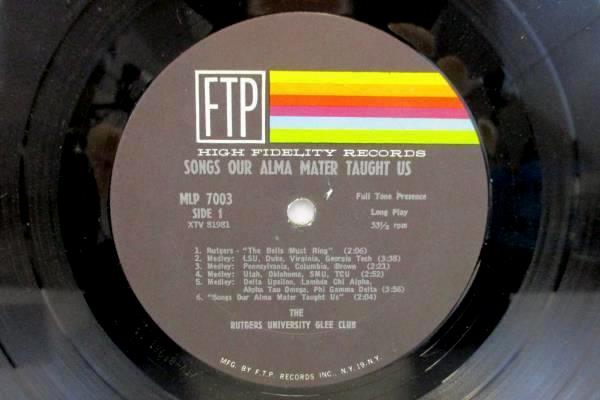 FTP
HIGH FIDELITY RECORDS
SONGS OUR ALMA MATER TAUGHT US
MLP 7003
SIDE 1
XTV 81981
Full Tone Presence
Long Play
33⅓ rpm
1. Rutgers - "The Bells Must Ring" (2:06)
2. Medley: LSU, Duke, Virginia, Georgia Tech (3:38)
3. Medley: Pennsylvania, Columbia, Brown (2:21)
4. Medley: Utah, Oklahoma, SMU, TCU (2:52)
5. Medley: Delta Upsilon, Lambda Chi Alpha,
Alpha Tau Omega, Phi Gamma Delta (3:56)
6. "Songs Our Alma Mater Taught Us" (2:04)
THE
RUTGERS UNIVERSITY GLEE CLUB
MFG. BY F.T.P. RECORDS INC., N.Y. 19-N.Y.